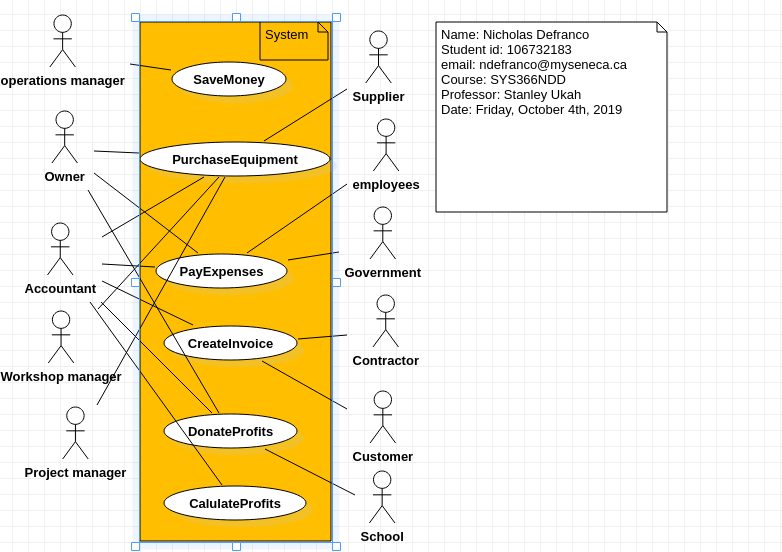 System
operations manager
SaveMoney
Supplier
Owner
PurchaseEquipment
employees
Accountant
PayExpenses
Government
Workshop manager
CreateInvoice
Contractor
Project manager
DonateProfits
Customer
CalulateProfits
School
Name: Nicholas Defranco
Student id: 106732183
email: ndefranco@myseneca.ca
Course: SYS366NDD
Professor: Stanley Ukah
Date: Friday, October 4th, 2019